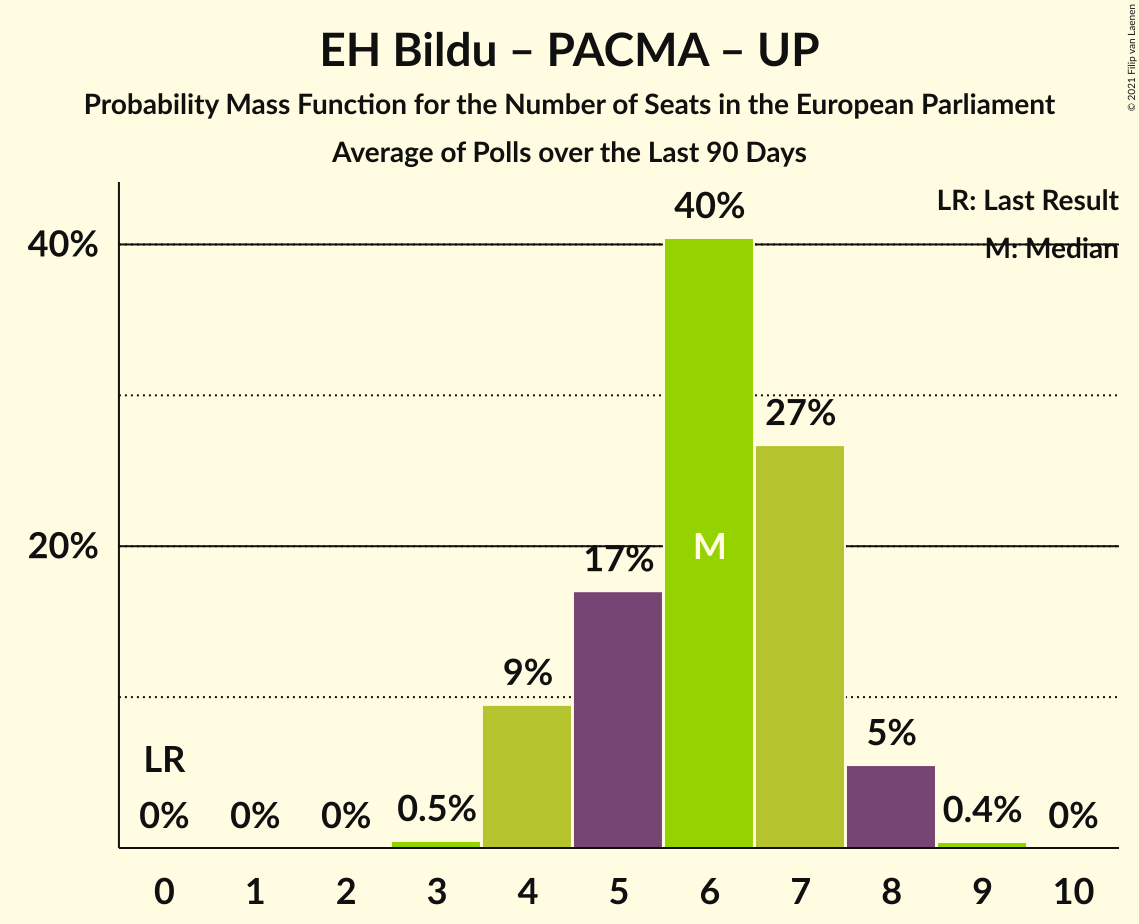 EH Bildu – PACMA – UP
Probability Mass Function for the Number of Seats in the European Parliament
Average of Polls over the Last 90 Days
© 2021 Filip van Laenen
LR: Last Result
M: Median
40%
20%
LR
0%
0%
0%
0.5%
9%
17%
40%
M
27%
5%
0.4%
0%
0 1 2 3 4 5 6 7 8 9 10